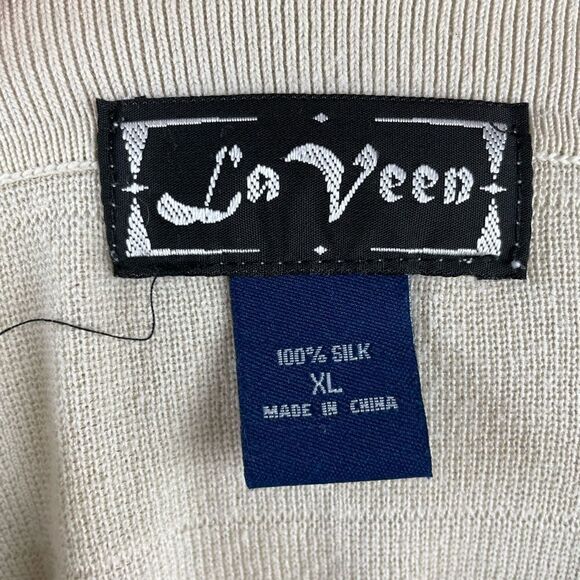 La Veen
100% SILK
XL
MADE IN CHINA